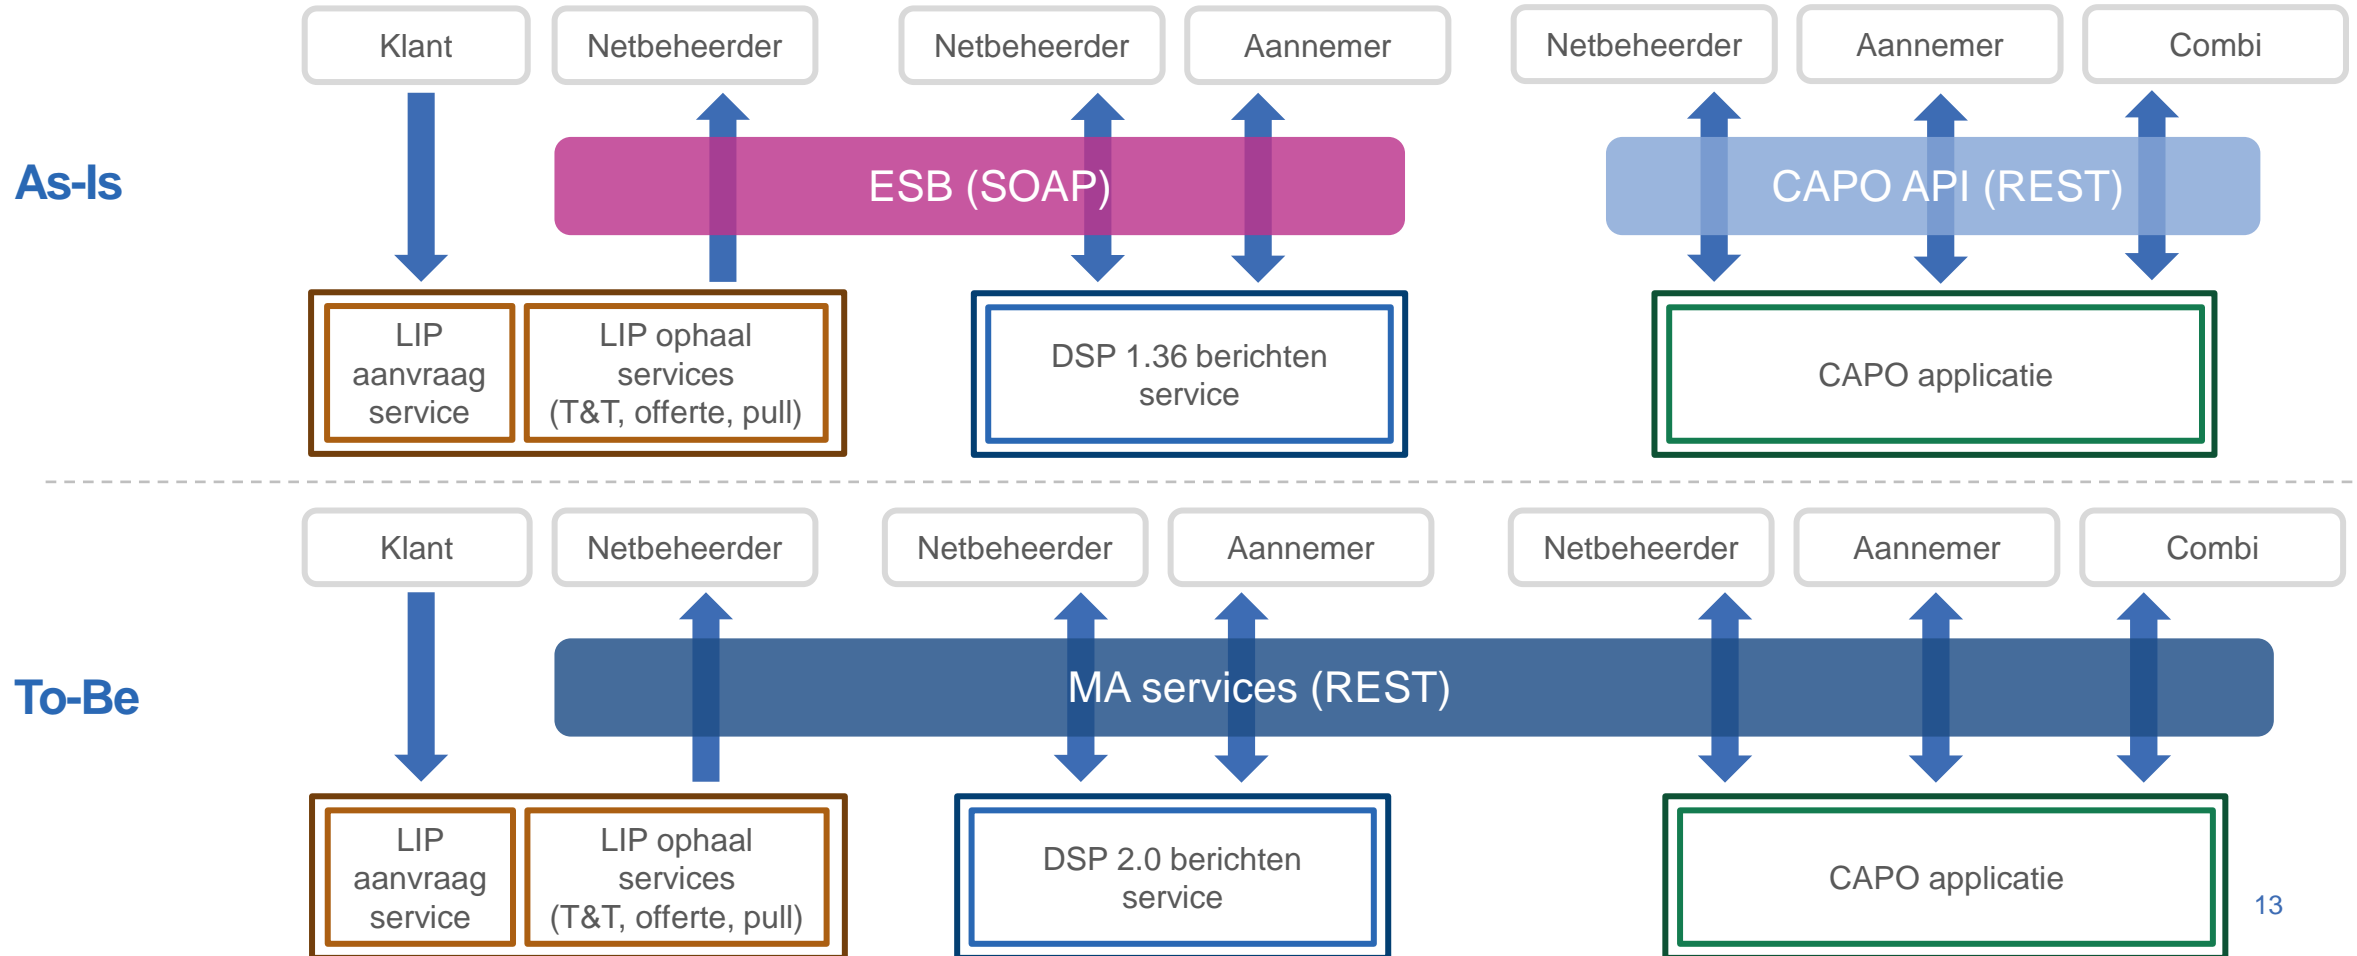 Klant
Netbeheerder
Netbeheerder
Aannemer
Netbeheerder
Aannemer
Combi
As-Is
ESB (SOAP)
CAPO API (REST)
LIP
aanvraag
service
LIP ophaal
services
(T&T, offerte, pull)
DSP 1.36 berichten
service
CAPO applicatie
Klant
Netbeheerder
Netbeheerder
Aannemer
Netbeheerder
Aannemer
Combi
To-Be
MA services (REST)
LIP
aanvraag
service
LIP ophaal
services
(T&T, offerte, pull)
DSP 2.0 berichten
service
CAPO applicatie
13